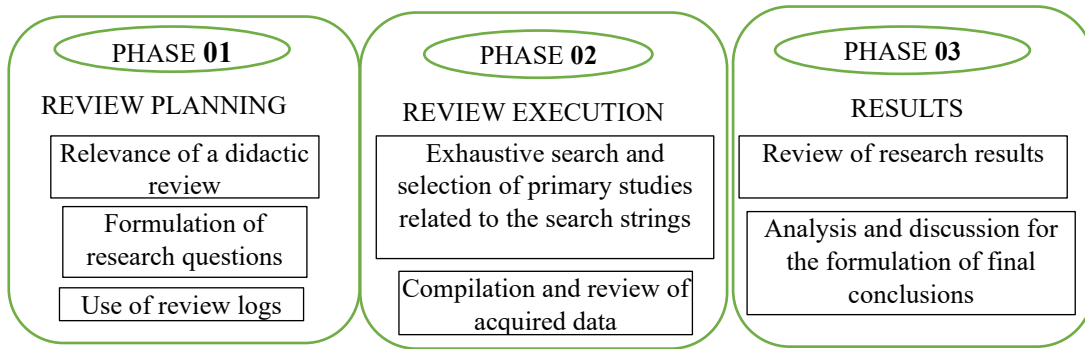 PHASE 01
REVIEW PLANNING
Relevance of a didactic
review
Formulation of
research questions
Use of review logs
PHASE 02
REVIEW EXECUTION
Exhaustive search and
selection of primary studies
related to the search strings
Compilation and review of
acquired data
PHASE 03
RESULTS
Review of research results
Analysis and discussion for
the formulation of final
conclusions